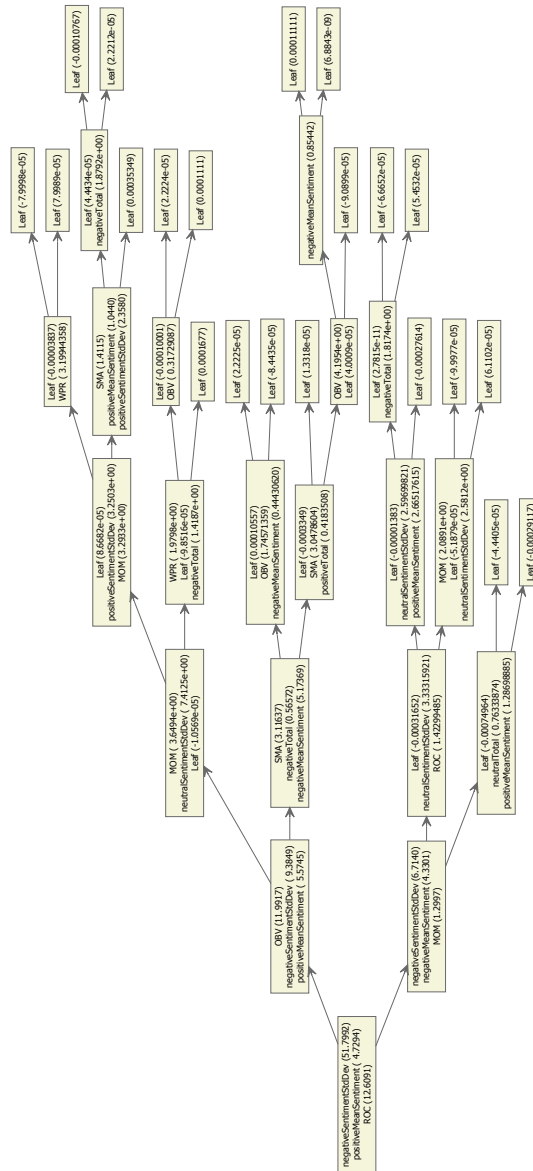 negativeSentimentStdDev (51.7992)
positiveMeanSentiment ( 4.7294)
ROC (12.6091)
OBV (11.9917)
negativeSentimentStdDev ( 9.3849)
positiveMeanSentiment ( 5.5745)
negativeSentimentStdDev (6.7140)
negativeMeanSentiment (4.3301)
MOM (1.2997)
MOM ( 3.6494e+00)
neutralSentimentStdDev ( 7.4125e+00)
Leaf (-1.0569e-05)
SMA (3.11637)
negativeTotal (0.56572)
negativeMeanSentiment (5.17369)
Leaf (-0.00031652)
neutralSentimentStdDev ( 3.33315921)
ROC ( 1.42299485)
Leaf (-0.00074964)
neutralTotal ( 0.76333874)
positiveMeanSentiment ( 1.28698885)
Leaf (8.6682e-05)
positiveSentimentStdDev (3.2503e+00)
MOM (3.2933e+00)
WPR ( 1.9798e+00)
Leaf (-9.8516e-05)
negativeTotal ( 1.4187e+00)
Leaf (0.00010557)
OBV ( 1.74571359)
negativeMeanSentiment (0.44430620)
Leaf (-0.0003349)
SMA ( 3.0478604)
positiveTotal ( 0.4183508)
Leaf (-0.00001383)
neutralSentimentStdDev ( 2.59699821)
positiveMeanSentiment ( 2.66517615)
MOM ( 2.0891e+00)
Leaf (-5.1879e-05)
neutralSentimentStdDev ( 2.5812e+00)
Leaf (-4.4405e-05)
Leaf (-0.00029117)
Leaf (-0.00003837)
WPR ( 3.19944358)
SMA (1.4115)
positiveMeanSentiment (1.0440)
positiveSentimentStdDev (2.3580)
Leaf (-0.00010001)
OBV ( 0.31729087)
Leaf (0.0001677)
Leaf (2.2225e-05)
Leaf (-8.4435e-05)
Leaf (1.3318e-05)
OBV (4.1954e+00)
Leaf (4.0009e-05)
Leaf (2.7815e-11)
negativeTotal (1.8174e+00)
Leaf (-0.00027614)
Leaf (-9.9977e-05)
Leaf (6.1102e-05)
Leaf (-7.9998e-05)
Leaf (7.9989e-05)
Leaf (4.4434e-05)
negativeTotal (1.8792e+00)
Leaf (0.00035349)
Leaf (2.2224e-05)
Leaf (0.0001111)
negativeMeanSentiment (0.85442)
Leaf (-9.0899e-05)
Leaf (-6.6652e-05)
Leaf (5.4532e-05)
Leaf (-0.00010767)
Leaf (2.2212e-05)
Leaf (0.00011111)
Leaf (6.8843e-09)